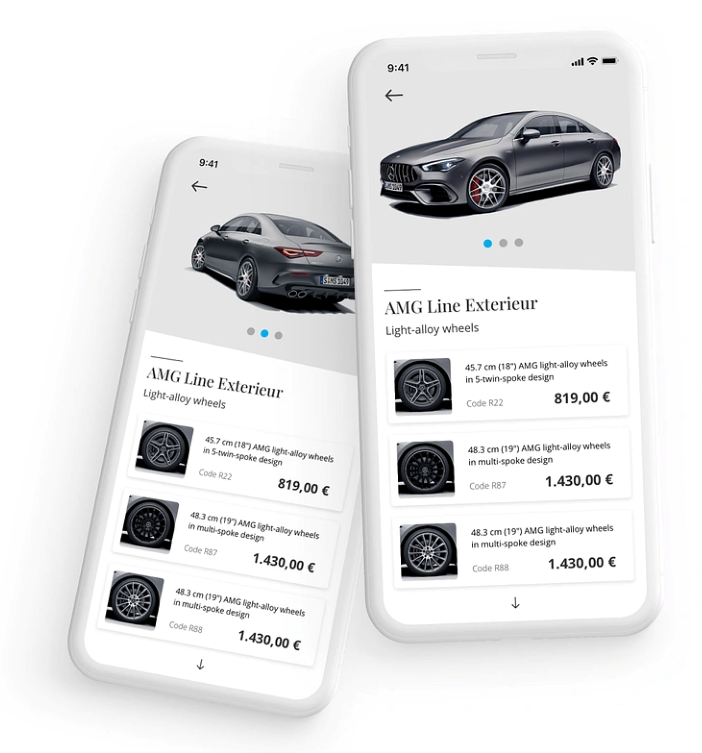 9:41
AMG Line Exterieur
Light-alloy wheels
45.7 cm (18") AMG light-alloy wheels
in 5-twin-spoke design
Code R22
819,00 €
48.3 cm (19") AMG light-alloy wheels
in multi-spoke design
Code R87
1.430,00 €
48.3 cm (19") AMG light-alloy wheels
in multi-spoke design
Code R88
1.430,00 €
9:41
AMG Line Exterieur
Light-alloy wheels
45.7 cm (18") AMG light-alloy wheels
in 5-twin-spoke design
Code R22
819,00 €
48.3 cm (19") AMG light-alloy wheels
in multi-spoke design
Code R87
1.430,00 €
48.3 cm (19") AMG light-alloy wheels
in multi-spoke design
Code R88
1.430,00 €